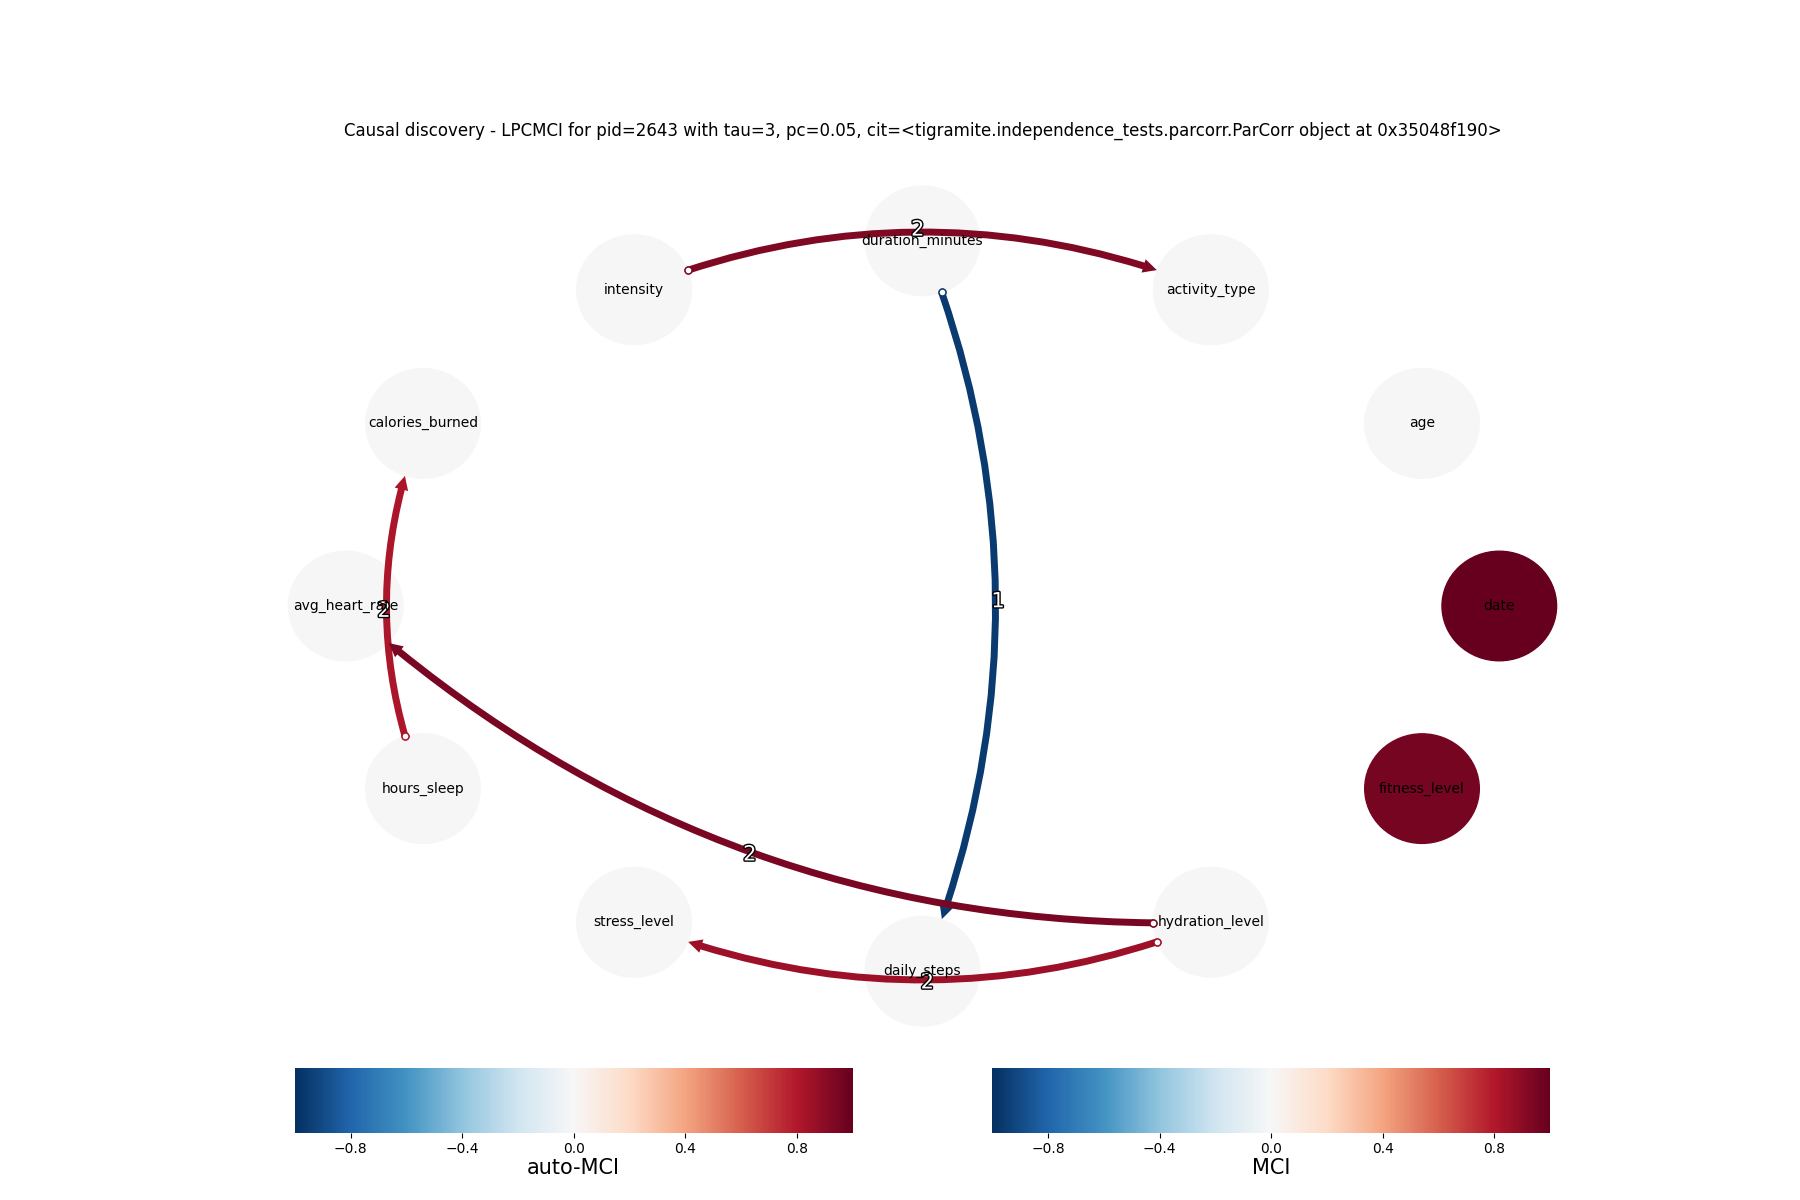 Causal discovery - LPCMCI for pid=2643 with tau=3, pc=0.05, cit=<tigramite.independence_tests.parcorr.ParCorr object at 0x35048f190>
2
duration_minutes
intensity
activity_type
calories_burned
age
1
avg_heart_rate
2
date
hours_sleep
fitness_level
2
stress_level
hydration_level
daily_steps
2
−0.8 −0.4 0.0 0.4 0.8
auto-MCI
−0.8 −0.4 0.0 0.4 0.8
MCI